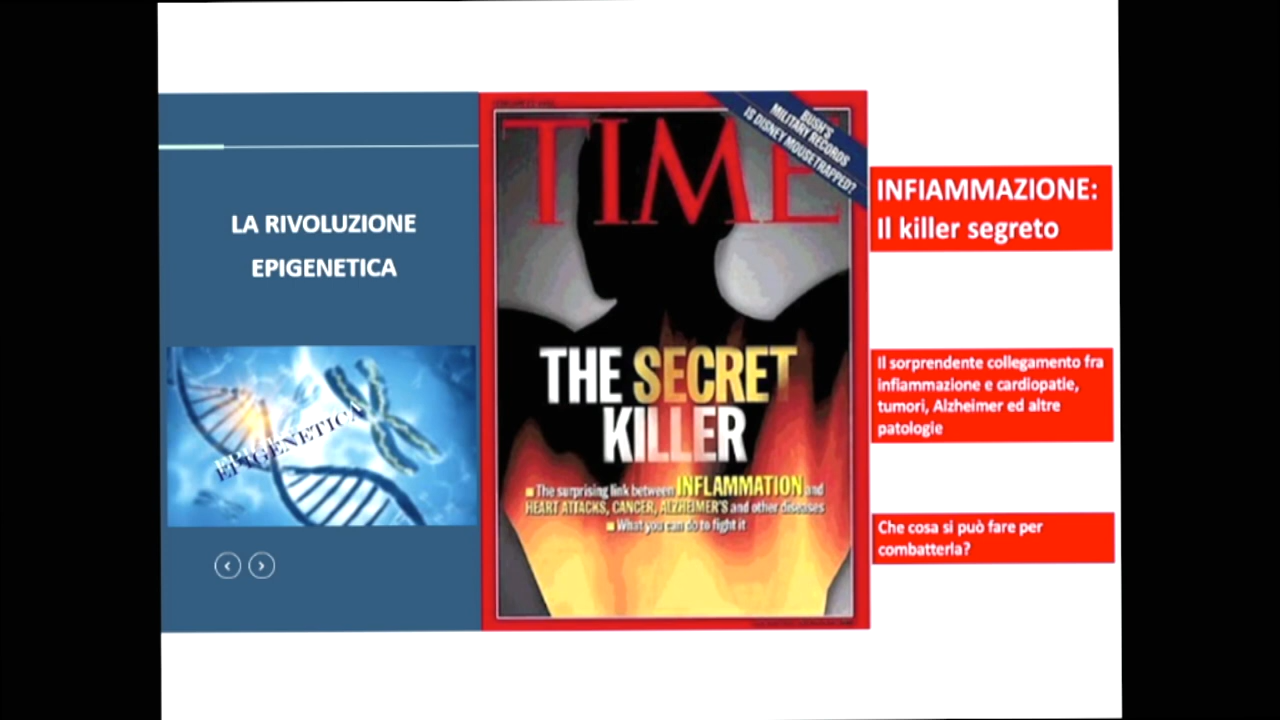 LA RIVOLUZIONE
EPIGENETICA
EPIGENETICA
TIME
BUSH'S
MILITARY RECORDS
IS DISNEY MOUSETRAPPED?
THE SECRET
KILLER
■ The surprising link between INFLAMMATION and
HEART ATTACKS, CANCER, ALZHEIMER'S and other diseases
■ What you can do to fight it
INFIAMMAZIONE:
Il killer segreto
Il sorprendente collegamento fra
infiammazione e cardiopatie,
tumori, Alzheimer ed altre
patologie
Che cosa si può fare per
combatterla?